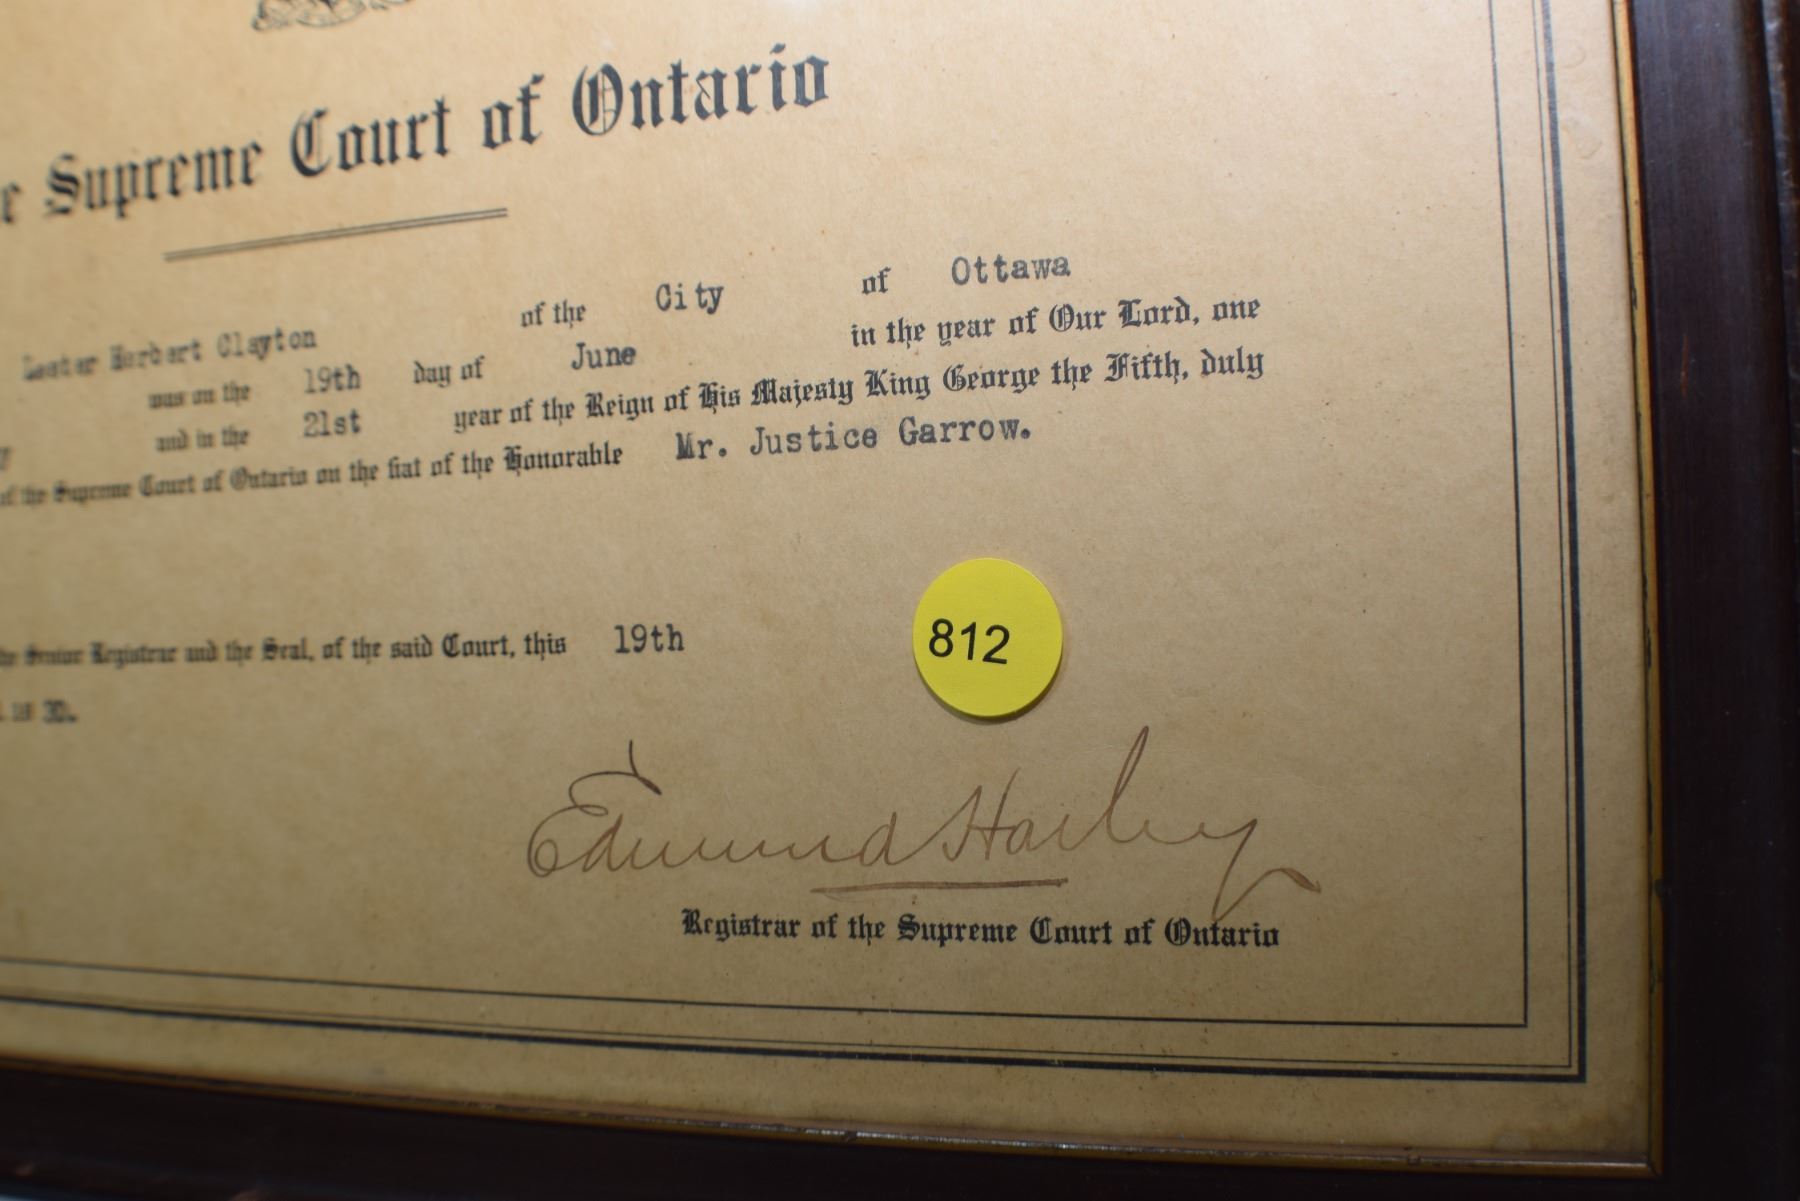 Supreme Court of Ontario
Lester Herbert Clayton of the City of Ottawa
was on the 19th day of June in the year of Our Lord, one
and in the 21st year of the Reign of His Majesty King George the Fifth, duly
of the Supreme Court of Ontario on the fiat of the Honorable Mr. Justice Garrow.
812
the Senior Registrar and the Seal, of the said Court, this 19th
Edmund Harley
Registrar of the Supreme Court of Ontario